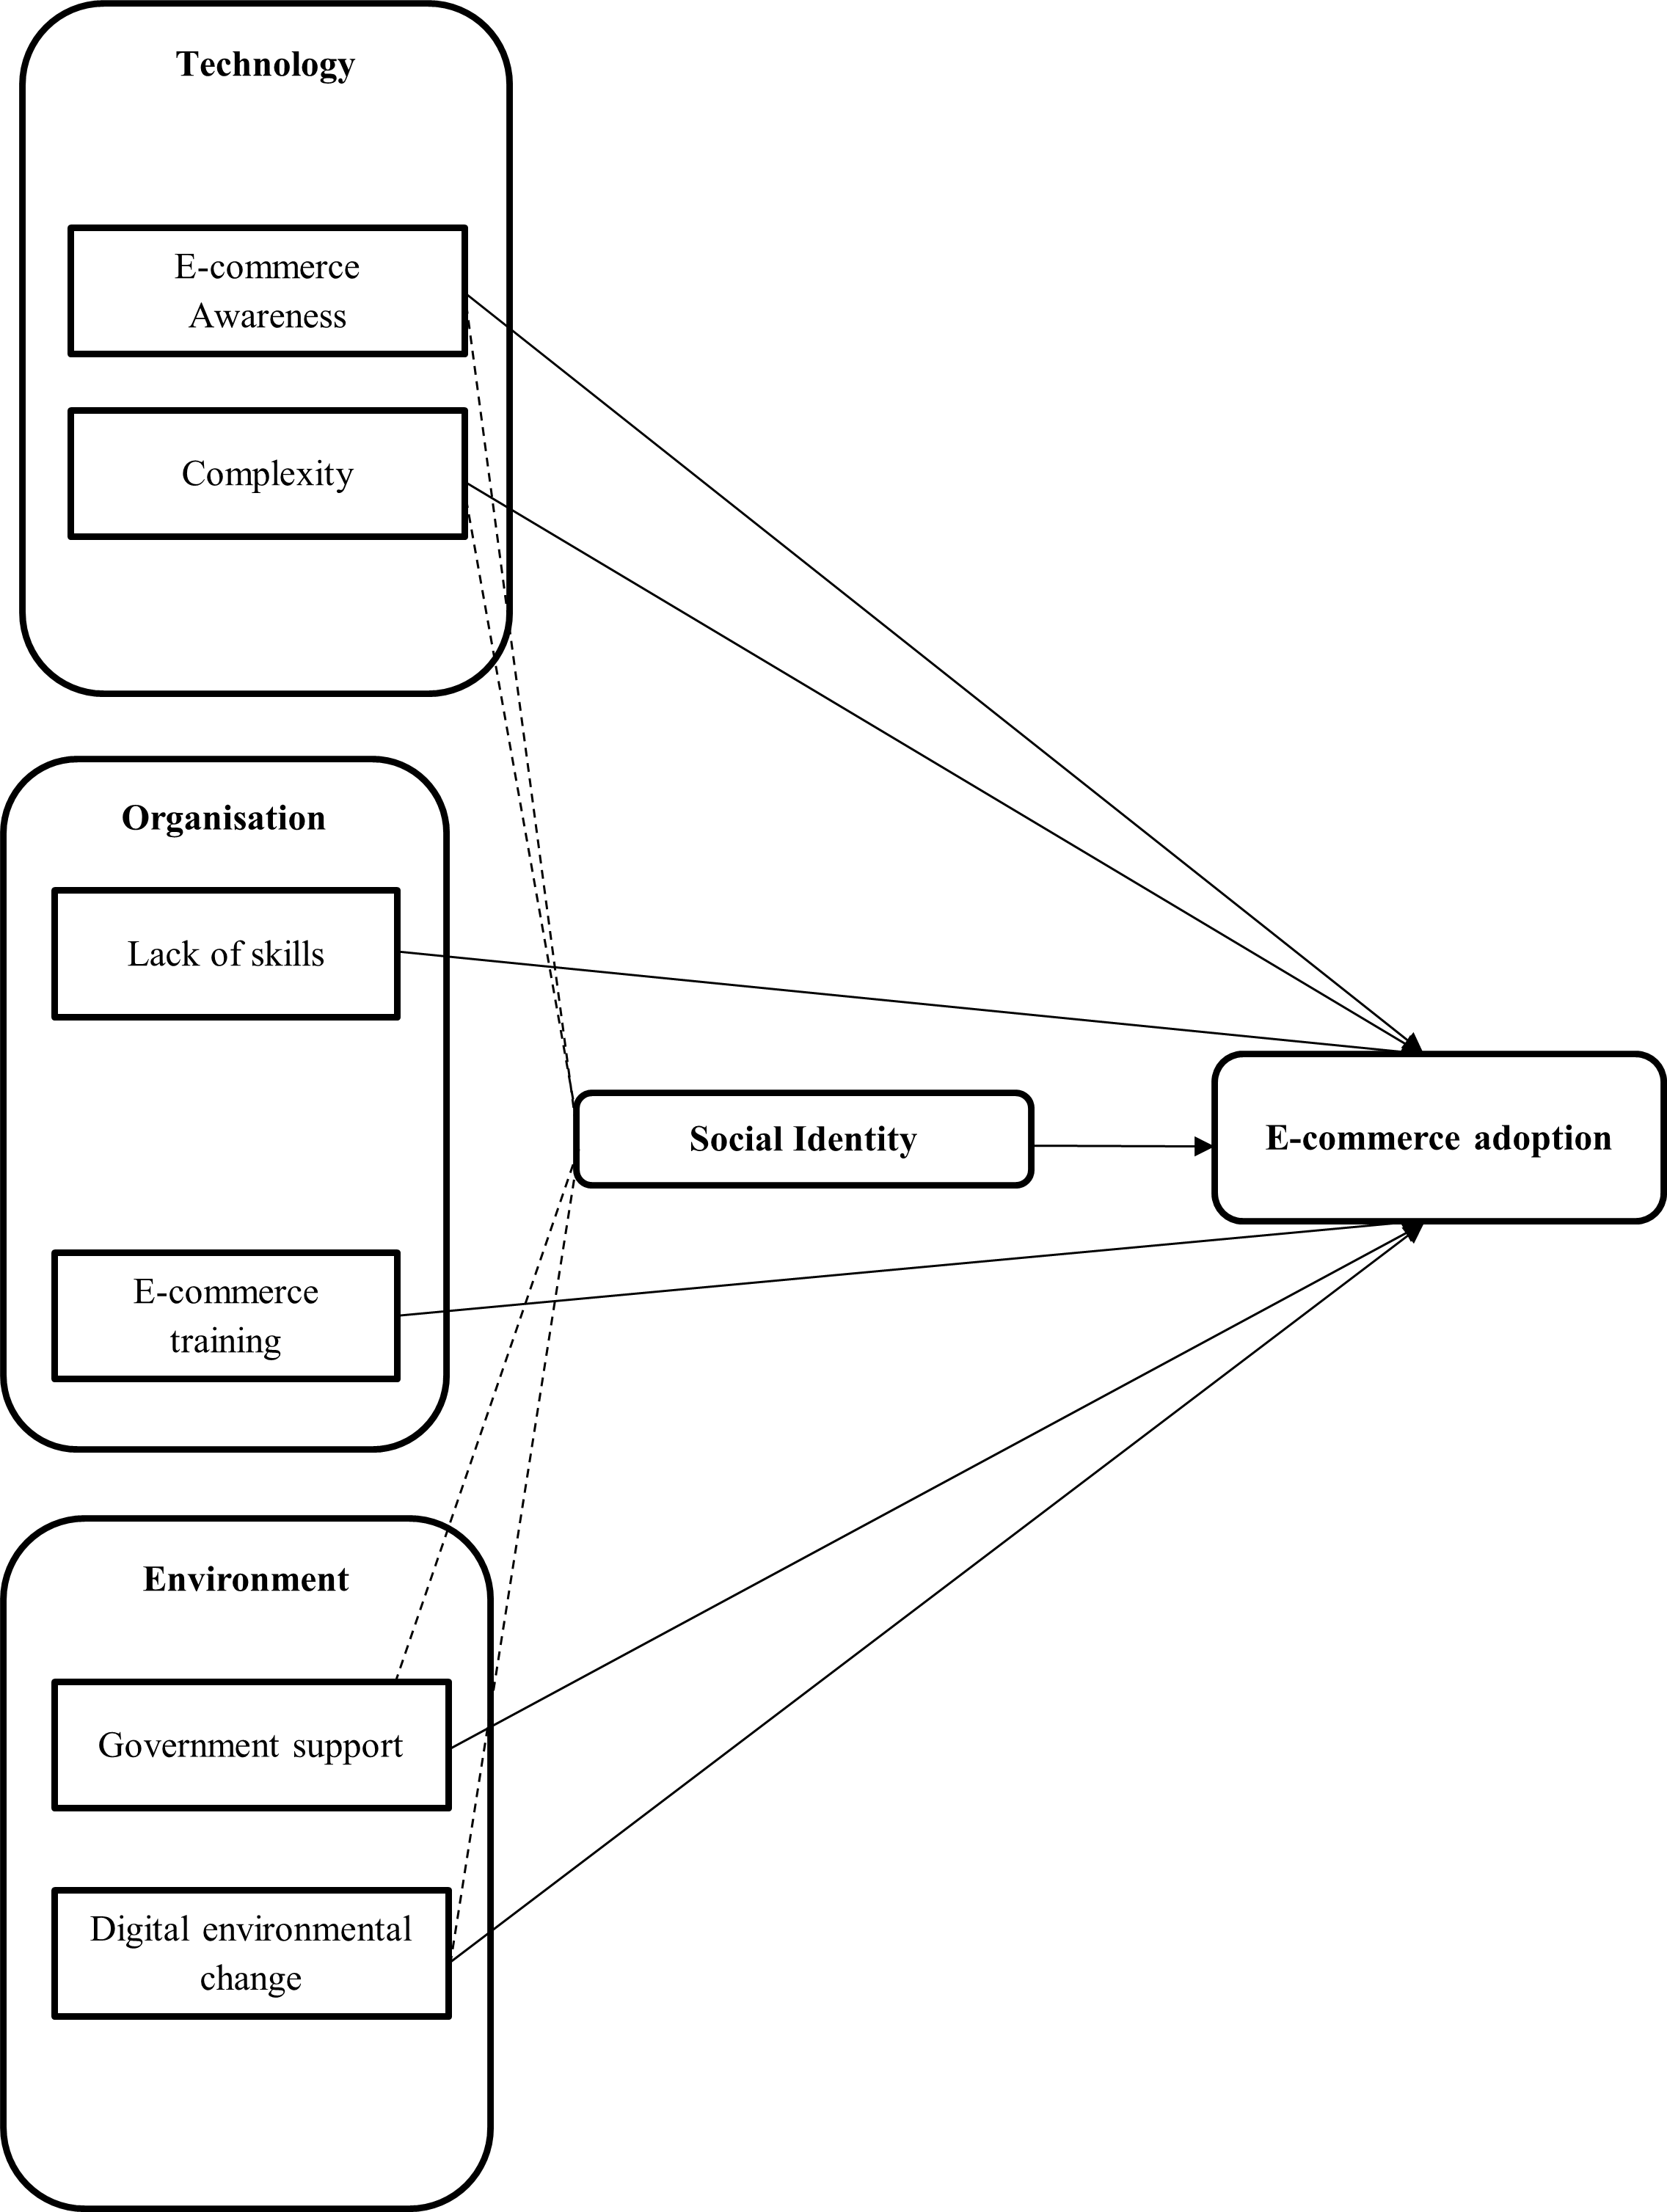 Technology
E-commerce
Awareness
Complexity
Organisation
Lack of skills
E-commerce
training
Social Identity
E-commerce adoption
Environment
Government support
Digital environmental
change